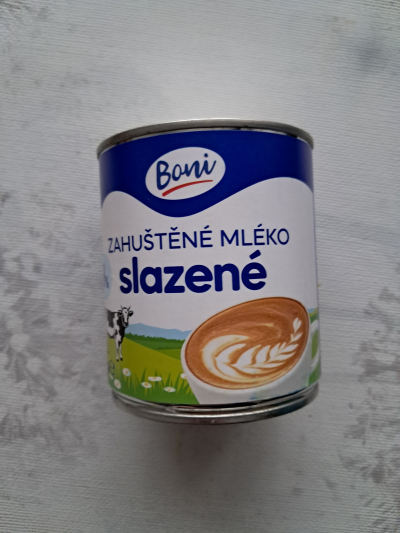 Boni
ZAHUŠTĚNÉ MLÉKO
slazené